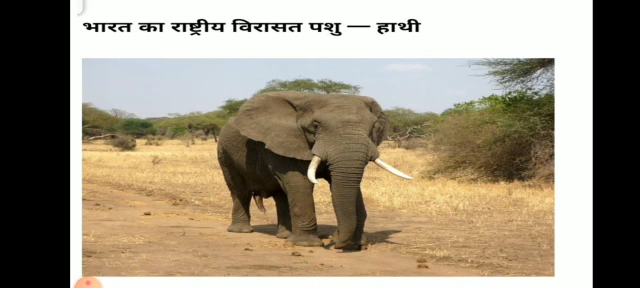 भारत का राष्ट्रीय विरासत पशु — हाथी